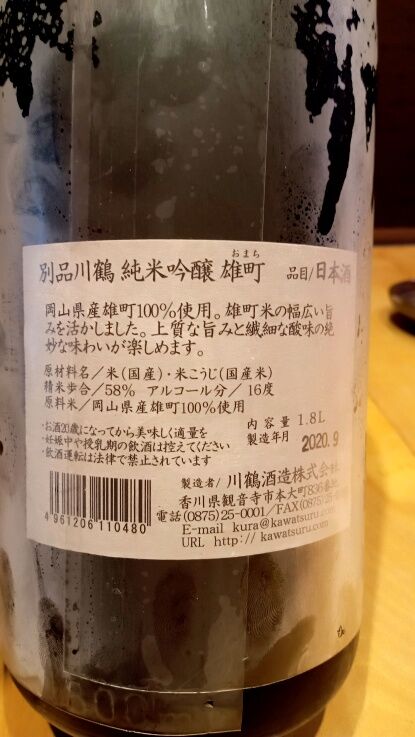 おまち
別品川鶴 純米吟醸 雄町 品目/日本酒
岡山県産雄町100%使用。雄町米の幅広い旨
みを活かしました。上質な旨みと繊細な酸味の絶
妙な味わいが楽しめます。
原材料名/米(国産)・米こうじ(国産米)
精米歩合/58% アルコール分/16度
原料米/岡山県産雄町100%使用
・お酒20歳になってから美味しく適量を
・妊娠中や授乳期の飲酒は控えてください
・飲酒運転は法律で禁止されています
内容量 1.8L
製造年月 2020.9
製造者/川鶴酒造株式会社
香川県観音寺市本大町836番地
電話(0875)25-0001/FAX(0875)25
E-mail kura@kawatsuru.com
URL http://kawatsuru.com/
4961206110480